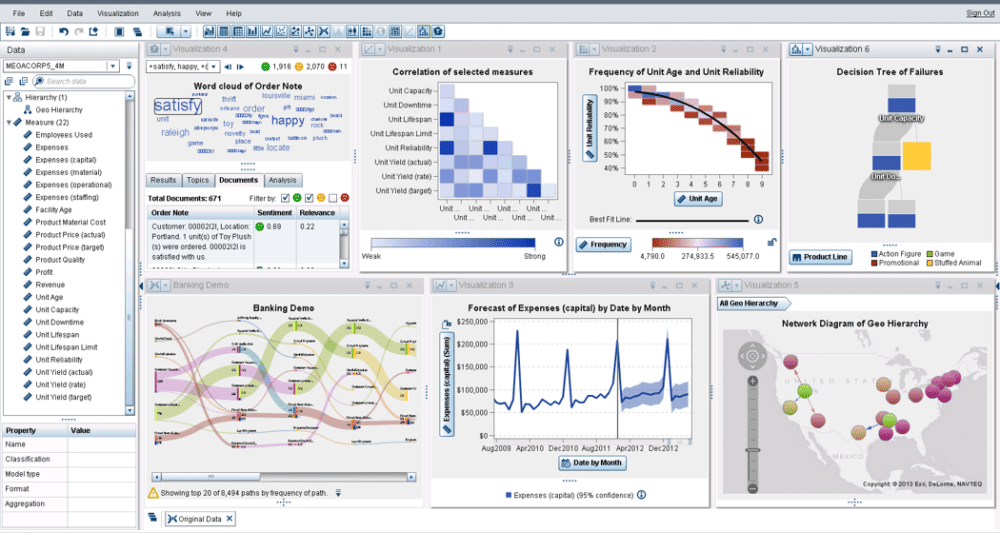 File Edit Data Visualization Analysis View Help Sign Out
Data
MEGACORP5_4M
Search data
Hierarchy (1)
Geo Hierarchy
Measure (22)
Employees Used
Expenses
Expenses (capital)
Expenses (material)
Expenses (operational)
Expenses (staffing)
Facility Age
Product Material Cost
Product Price (actual)
Product Price (target)
Product Quality
Profit
Revenue
Unit Age
Unit Capacity
Unit Downtime
Unit Lifespan
Unit Lifespan Limit
Unit Reliability
Unit Yield (actual)
Unit Yield (rate)
Unit Yield (target)
Property Value
Name
Classification
Model type
Format
Aggregation
Visualization 4
+satisfy, happy, +c 1,916 2,070 11
Word cloud of Order Note
louisville miami
thrift
satisfy
order
unit
toy
happy
raleigh
novelty
rock
game
place
little locate
Results Topics Documents Analysis
Total Documents: 671 Filter by:
Order Note Sentiment Relevance
Customer: 00002I2I, Location:
Portland. 1 unit(s) of Toy Plush
(s) were ordered. 00002I2I is
satisfied with us.
0.69 0.22
Visualization 1
Correlation of selected measures
Unit Capacity
Unit Downtime
Unit Lifespan
Unit Lifespan Limit
Unit Reliability
Unit Yield (actual)
Unit Yield (rate)
Unit Yield (target)
Unit ... Unit ... Unit ... Unit ...
Unit ... Unit ... Unit ...
Weak Strong
Visualization 2
Frequency of Unit Age and Unit Reliability
Unit Reliability
100%
90%
80%
70%
60%
50%
40%
0 1 2 3 4 5 6 7 8 9
Unit Age
Best Fit Line:
Frequency
4,790.0 274,933.5 545,077.0
Visualization 6
Decision Tree of Failures
Unit Capacity
Unit Do...
Product Line
Action Figure Game
Promotional Stuffed Animal
Banking Demo
Banking Demo
Showing top 20 of 8,494 paths by frequency of path.
Visualization 3
Forecast of Expenses (capital) by Date by Month
Expenses (capital) (Sum)
$250,000
$200,000
$150,000
$100,000
$50,000
$0
Aug2009 Apr2010 Dec2010 Aug2011 Apr2012 Dec2012
Date by Month
Expenses (capital) (95% confidence)
Visualization 5
All Geo Hierarchy
Network Diagram of Geo Hierarchy
UNITED STATES
MEXICO
Copyright: © 2013 Esri, DeLorme, NAVTEQ
Original Data